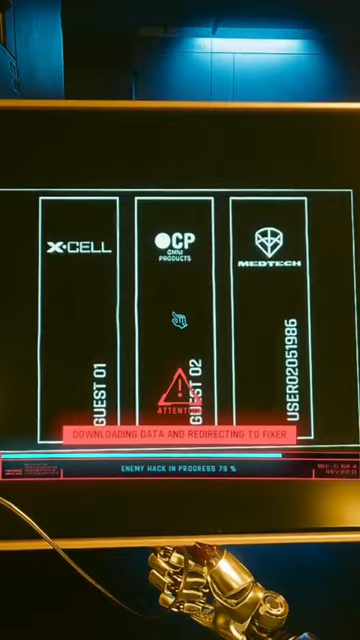 X·CELL
OCP
OMNI
PRODUCTS
MEDTECH
GUEST 01
GUEST 02
USER02051986
ATTENTI
DOWNLOADING DATA AND REDIRECTING TO FIXER
ENEMY HACK IN PROGRESS 79 %